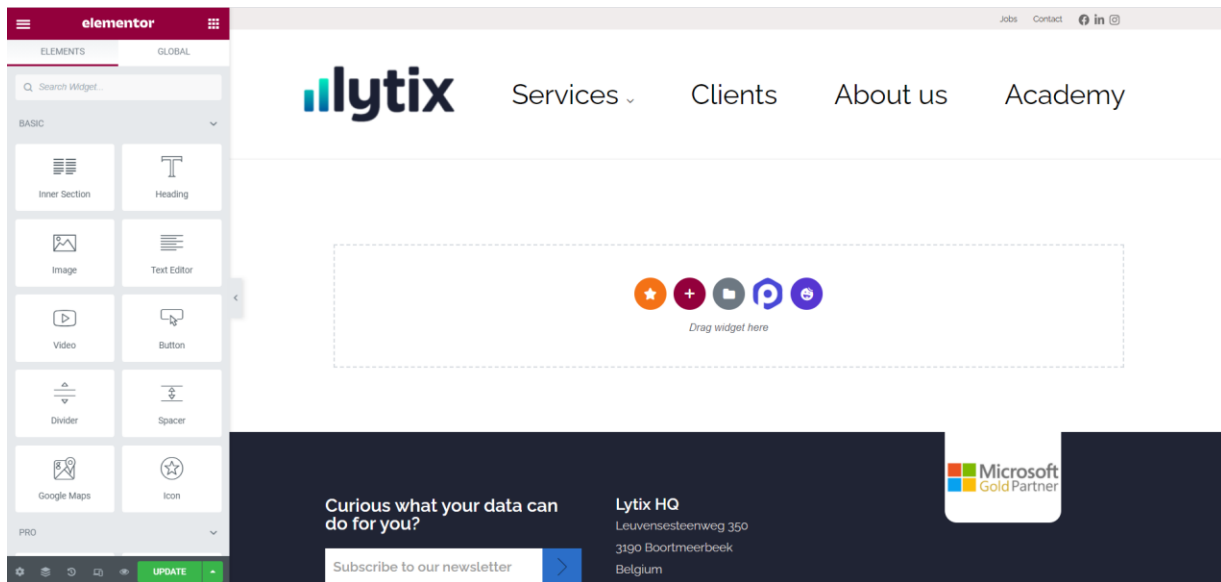 elementor
ELEMENTS GLOBAL
Search Widget...
BASIC
Inner Section Heading
Image Text Editor
Video Button
Divider Spacer
Google Maps Icon
PRO
UPDATE
Jobs Contact
lytix Services Clients About us Academy
Drag widget here
Curious what your data can
do for you?
Subscribe to our newsletter
Lytix HQ
Leuvensesteenweg 350
3190 Boortmeerbeek
Belgium
Microsoft
Gold Partner